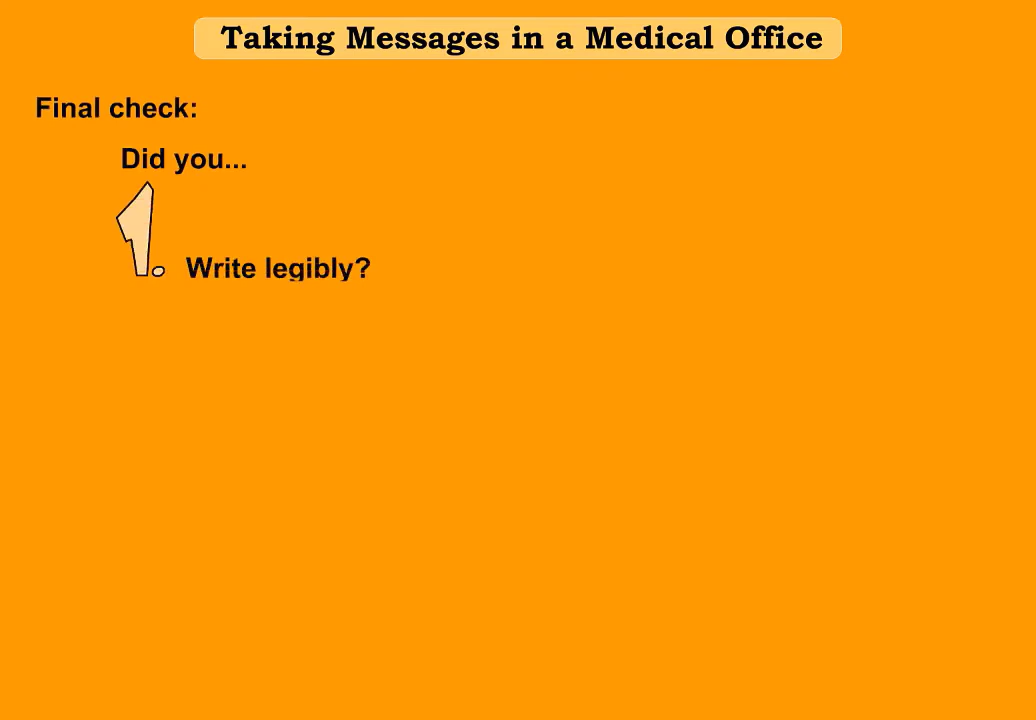 Taking Messages in a Medical Office
Final check:
Did you...
1. Write legibly?